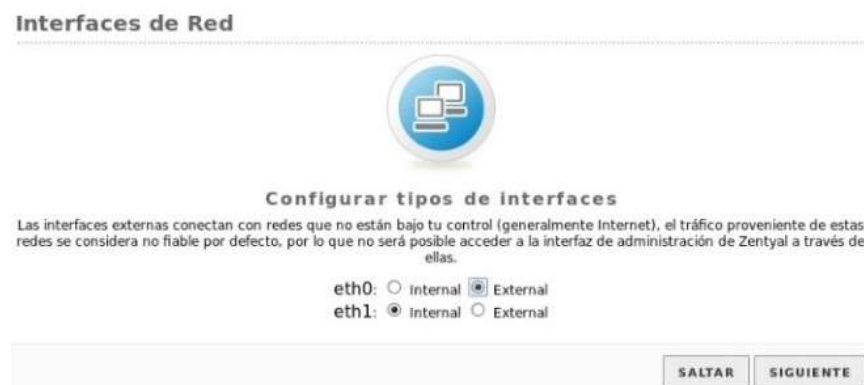 Interfaces de Red
Configurar tipos de interfaces
Las interfaces externas conectan con redes que no están bajo tu control (generalmente Internet), el tráfico proveniente de estas
redes se considera no fiable por defecto, por lo que no será posible acceder a la interfaz de administración de Zentyal a través de
ellas.
eth0: Internal External
eth1: Internal External
SALTAR SIGUIENTE